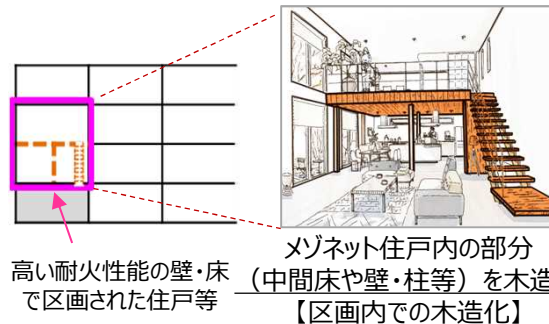 高い耐火性能の壁・床
で区画された住戸等
メゾネット住戸内の部分
（中間床や壁・柱等）を木造
【区画内での木造化】